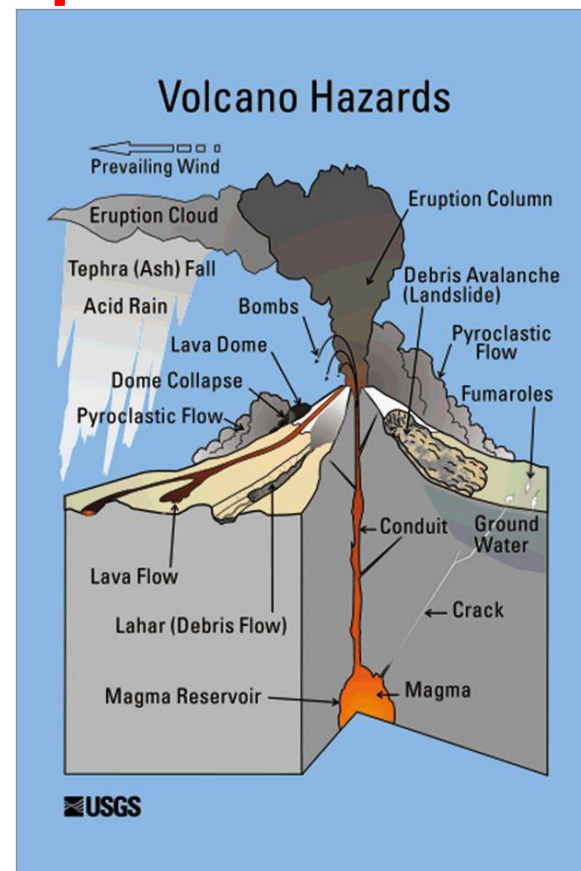 Volcano Hazards
Prevailing Wind
Eruption Cloud
Eruption Column
Tephra (Ash) Fall
Acid Rain
Bombs
Debris Avalanche
(Landslide)
Lava Dome
Pyroclastic
Flow
Dome Collapse
Pyroclastic Flow
Fumaroles
Conduit
Ground
Water
Lava Flow
Lahar (Debris Flow)
Crack
Magma Reservoir
Magma
USGS